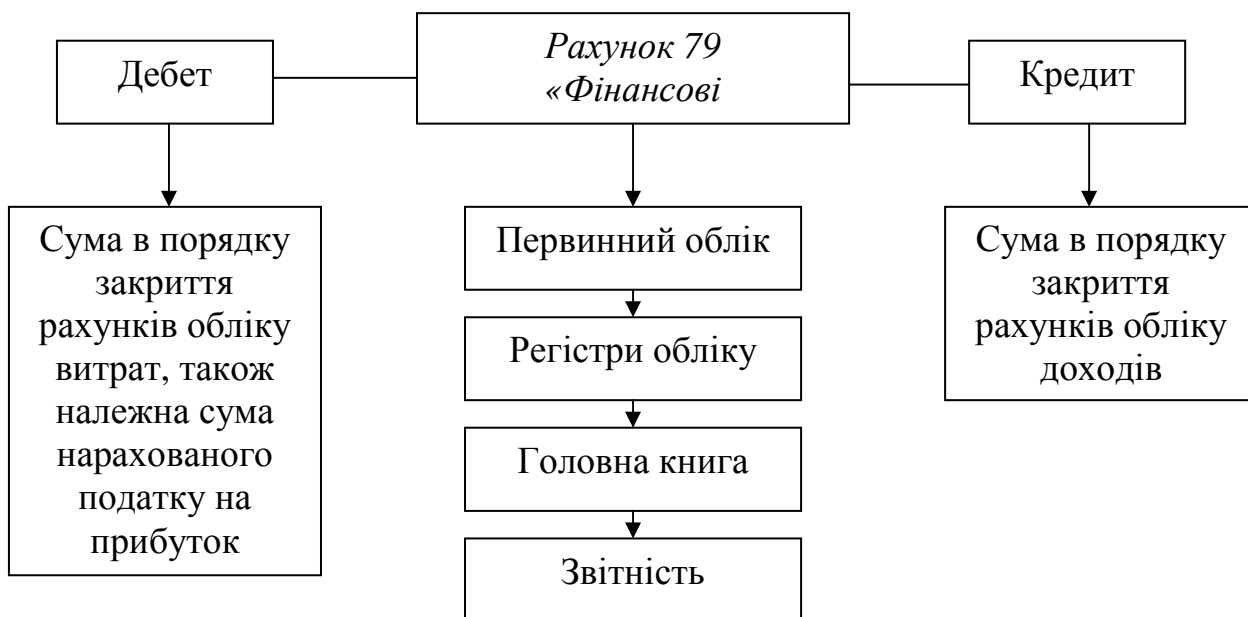 Дебет
Рахунок 79
«Фінансові
Кредит
Сума в порядку
закриття
рахунків обліку
витрат, також
належна сума
нарахованого
податку на
прибуток
Первинний облік
Регістри обліку
Головна книга
Звітність
Сума в порядку
закриття
рахунків обліку
доходів